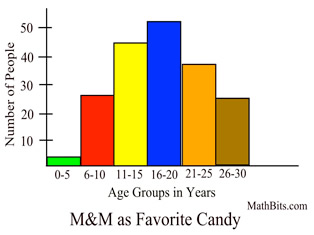 Number of People
50
40
30
20
10
0-5 6-10 11-15 16-20 21-25 26-30
Age Groups in Years
MathBits.com
M&M as Favorite Candy